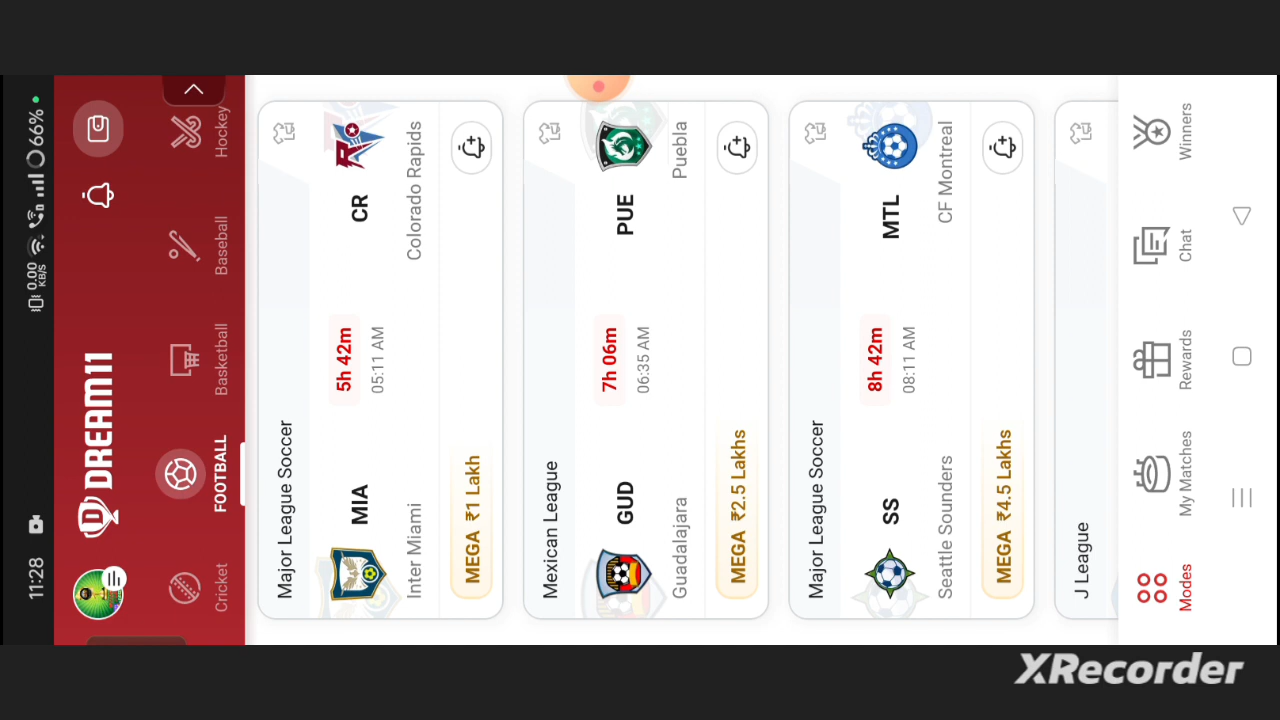 11:28
0.00 KB/S
66%
DREAM11
Cricket
FOOTBALL
Basketball
Baseball
Hockey
Major League Soccer
MIA
5h 42m
CR
Inter Miami
05:11 AM
Colorado Rapids
MEGA ₹1 Lakh
Mexican League
GUD
7h 06m
PUE
Guadalajara
06:35 AM
Puebla
MEGA ₹2.5 Lakhs
Major League Soccer
SS
8h 42m
MTL
Seattle Sounders
08:11 AM
CF Montreal
MEGA ₹4.5 Lakhs
J League
Modes
My Matches
Rewards
Chat
Winners
XRecorder